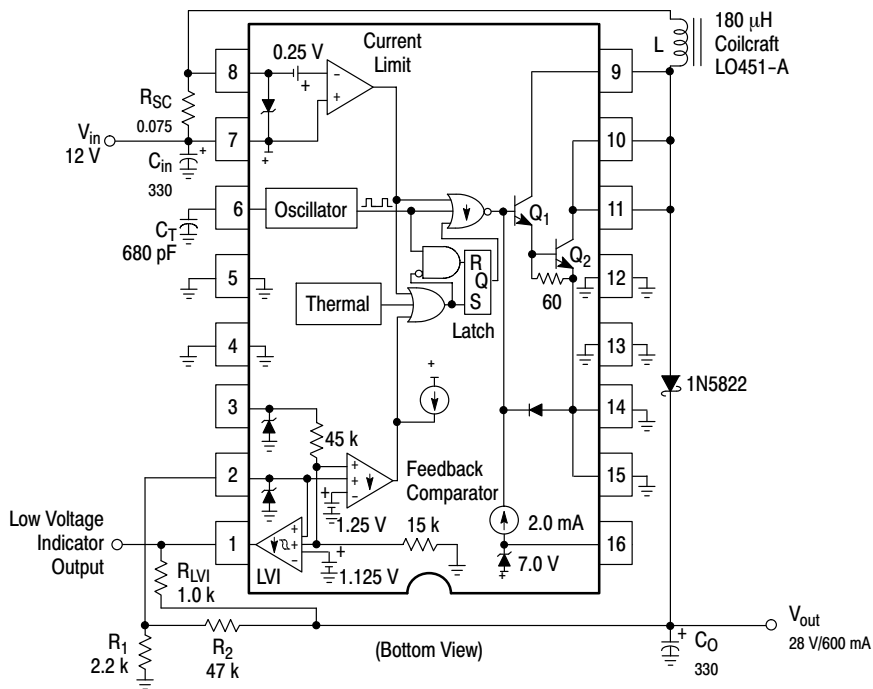 180 µH
Coilcraft
LO451-A
L
Current
Limit
0.25 V
8
9
RSC
0.075
Vin
12 V
7
10
Cin
330
6
Oscillator
Q1
11
CT
680 pF
Q2
5
R
Q
S
60
12
Thermal
Latch
4
13
1N5822
3
45 k
14
2
Feedback
Comparator
15
1.25 V
Low Voltage
Indicator
Output
1
15 k
2.0 mA
16
LVI
1.125 V
7.0 V
RLVI
1.0 k
Vout
28 V/600 mA
R1
2.2 k
R2
47 k
(Bottom View)
CO
330